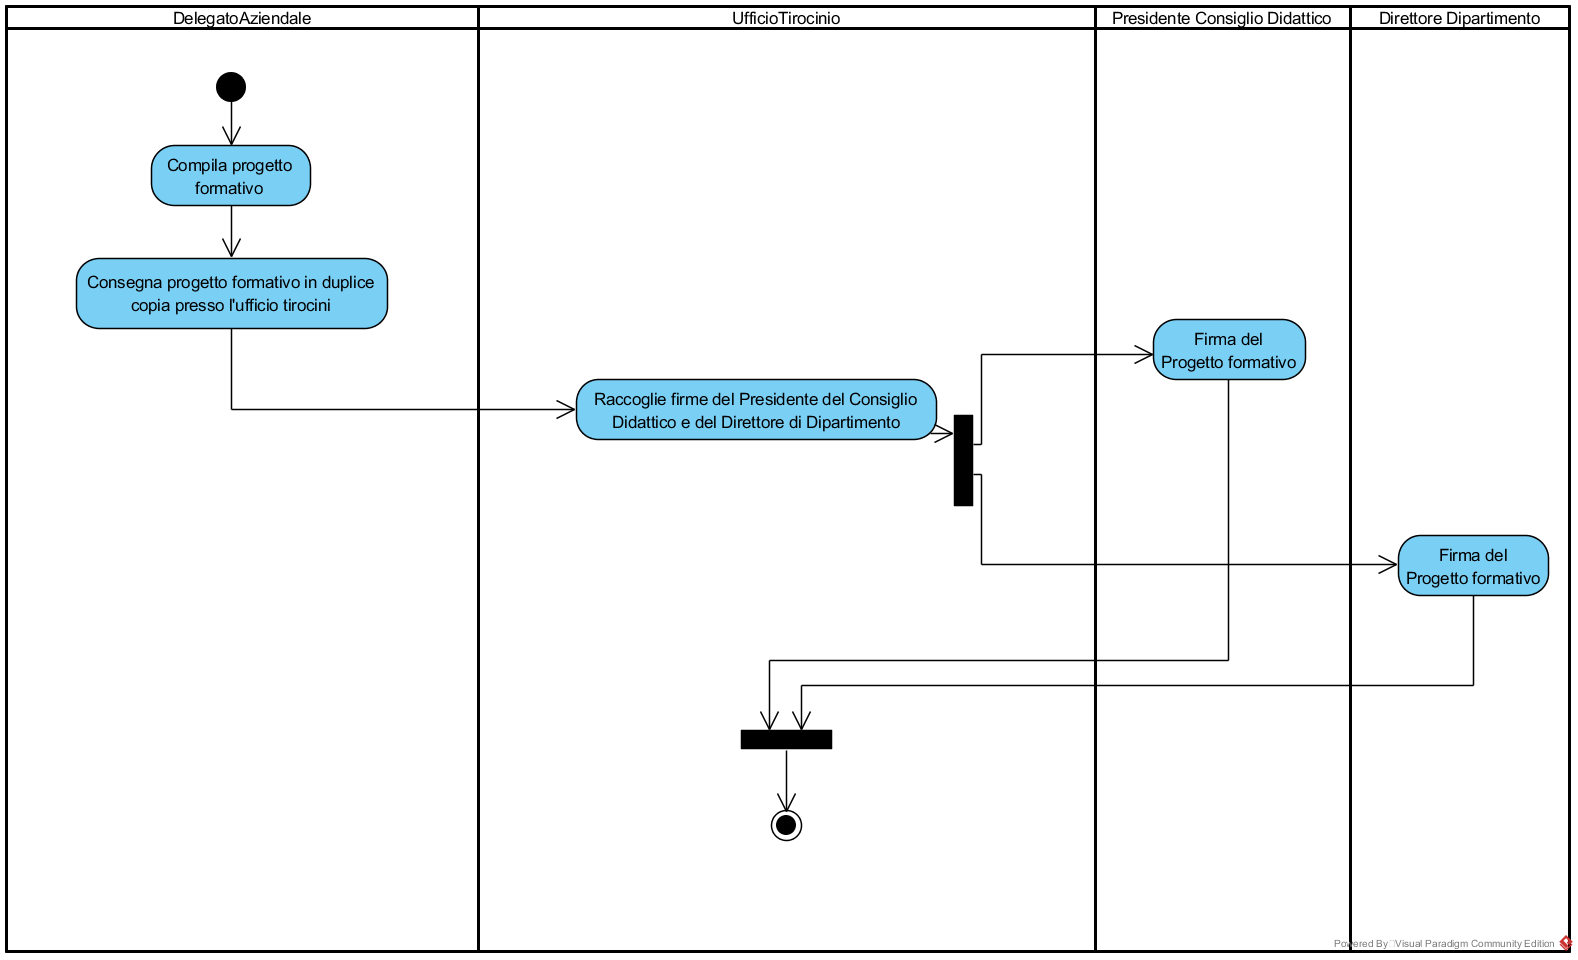 DelegatoAziendale
UfficioTirocinio
Presidente Consiglio Didattico
Direttore Dipartimento
Compila progetto
formativo
Consegna progetto formativo in duplice
copia presso l'ufficio tirocini
Raccoglie firme del Presidente del Consiglio
Didattico e del Direttore di Dipartimento
Firma del
Progetto formativo
Firma del
Progetto formativo
Powered By Visual Paradigm Community Edition